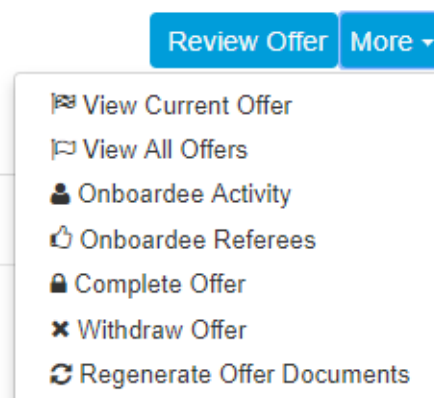 Review Offer More
View Current Offer
View All Offers
Onboardee Activity
Onboardee Referees
Complete Offer
Withdraw Offer
Regenerate Offer Documents